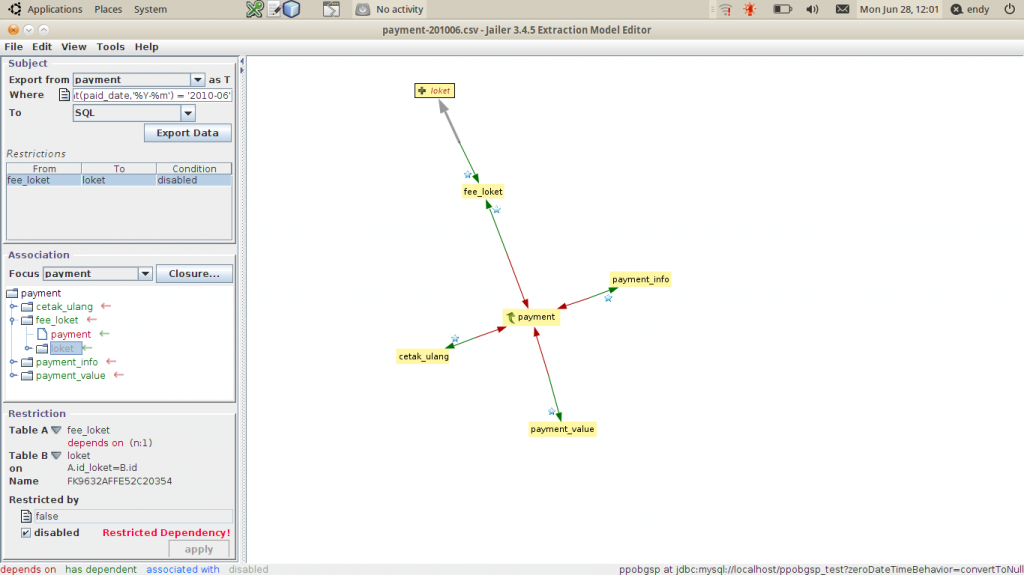 Applications Places System No activity Mon Jun 28, 12:01 endy
payment-201006.csv - Jailer 3.4.5 Extraction Model Editor
File Edit View Tools Help
Subject
Export from payment as T
Where t(paid_date,'%Y-%m') = '2010-06'
To SQL
Export Data
Restrictions
From To Condition
fee_loket loket disabled
Association
Focus payment Closure...
payment
cetak_ulang
fee_loket
payment
loket
payment_info
payment_value
Restriction
Table A fee_loket
depends on (n:1)
Table B loket
on A.id_loket=B.id
Name FK9632AFFE52C20354
Restricted by
false
disabled Restricted Dependency!
apply
loket
fee_loket
payment_info
payment
cetak_ulang
payment_value
depends on has dependent associated with disabled ppobgsp at jdbc:mysql://localhost/ppobgsp_test?zeroDateTimeBehavior=convertToNull